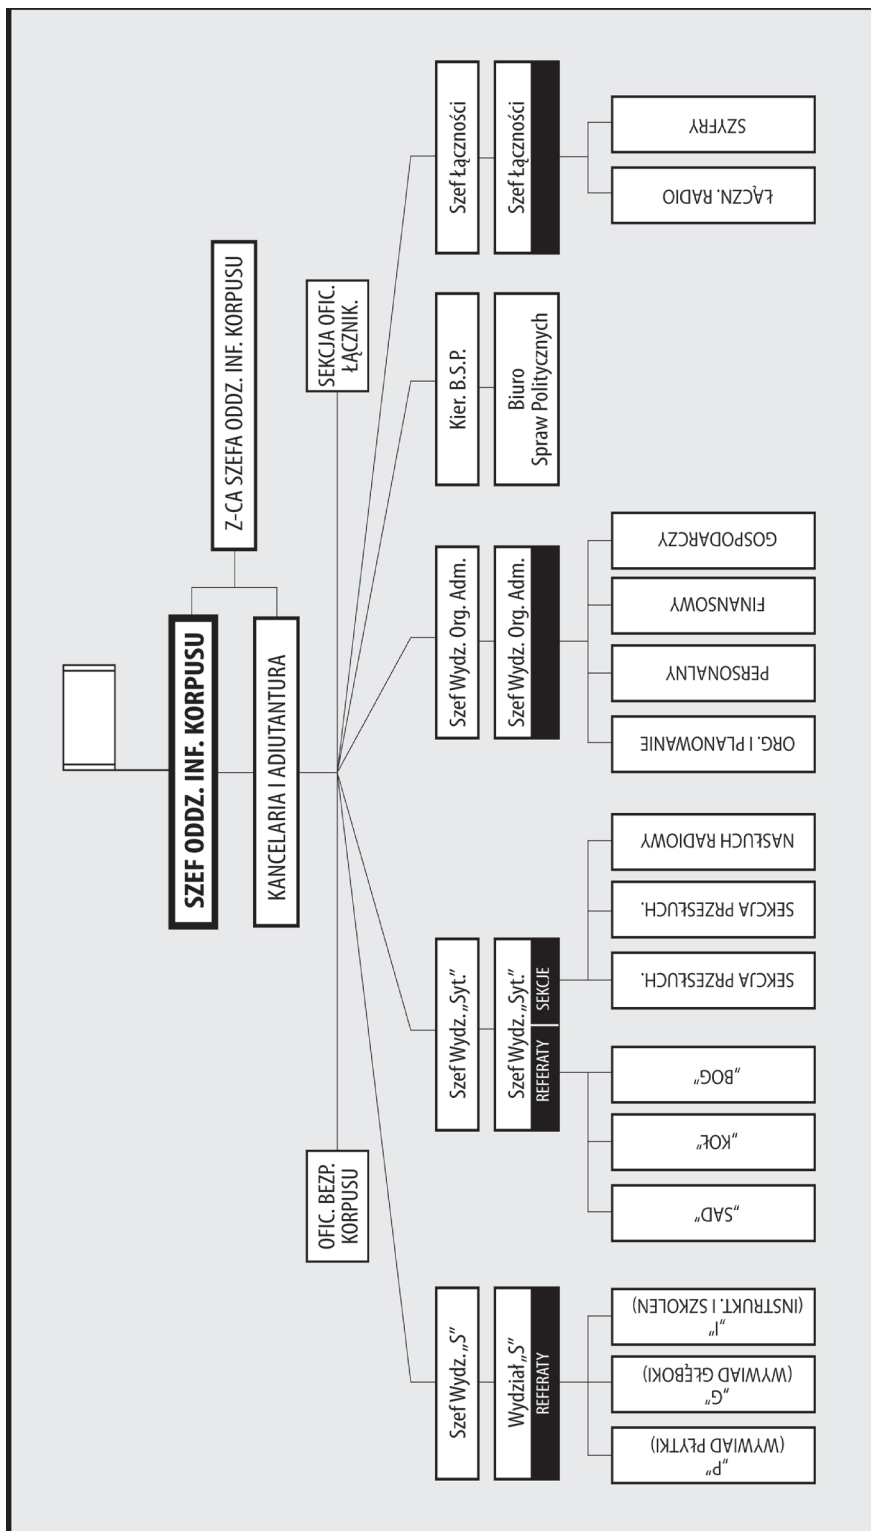 SZEF ODDZ. INF. KORPUSU
Z-CA SZEFA ODDZ. INF. KORPUSU
KANCELARIA I ADIUTANTURA
OFIC. BEZP.
KORPUSU
SEKCJA OFIC.
ŁĄCZNIK.
Szef Wydz. „S”
Szef Wydz. „Syt.”
Szef Wydz. Org. Adm.
Kier. B.S.P.
Szef Łączności
Wydział „S”
REFERATY
Szef Wydz. „Syt.”
REFERATY
SEKCJE
Szef Wydz. Org. Adm.
Biuro
Spraw Politycznych
Szef Łączności
„P”
(WYWIAD PŁYTKI)
„G”
(WYWIAD GŁĘBOKI)
„I”
(INSTRUKT. I SZKOLEN)
„SAD”
„KOŁ”
„BOG”
SEKCJA PRZESŁUCH.
SEKCJA PRZESŁUCH.
NASŁUCH RADIOWY
ORG. I PLANOWANIE
PERSONALNY
FINANSOWY
GOSPODARCZY
ŁĄCZN. RADIO
SZYFRY